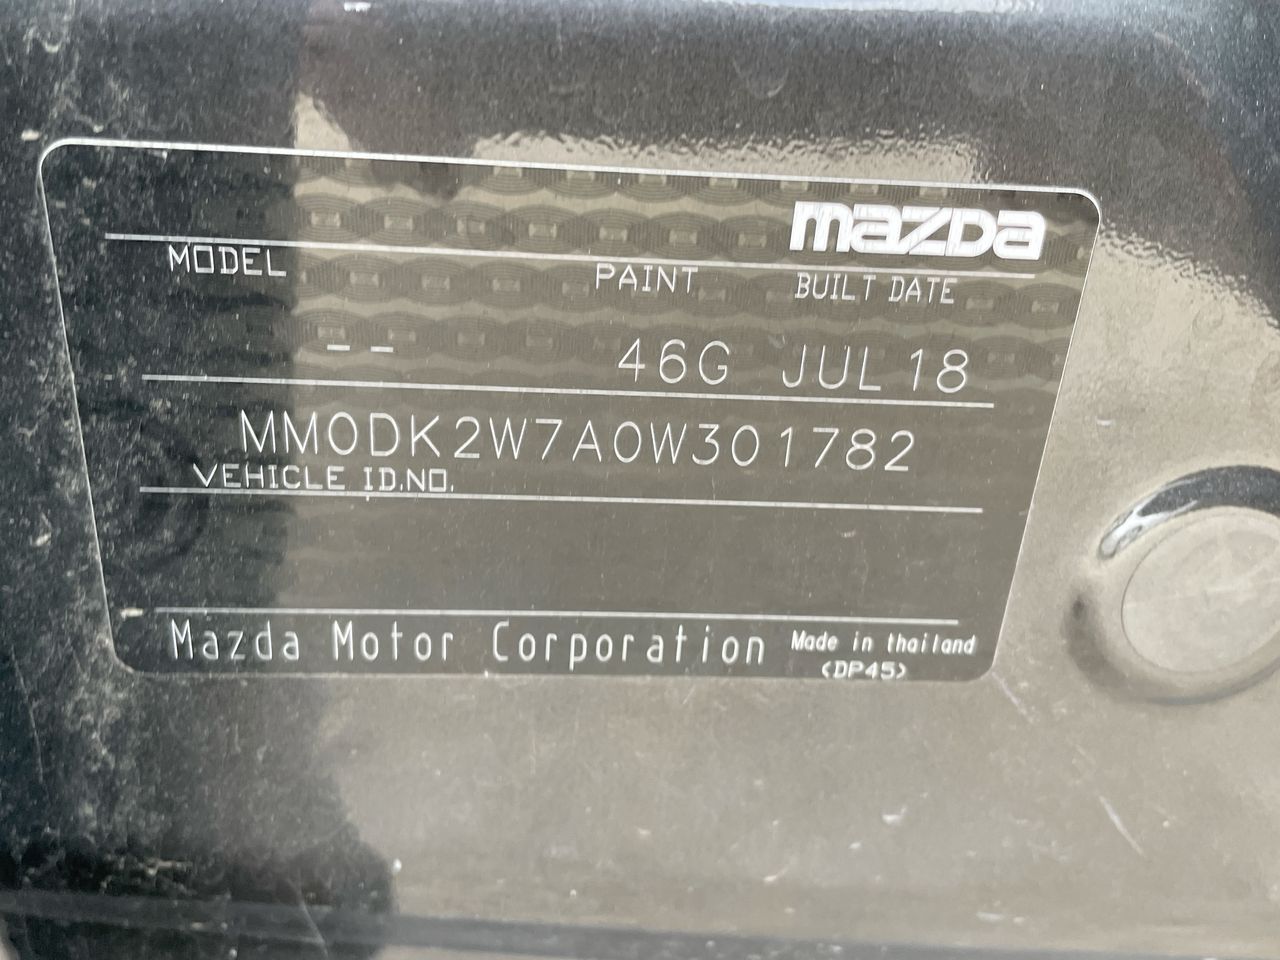 mazda
MODEL PAINT BUILT DATE
-- 46G JUL 18
MM0DK2W7A0W301782
VEHICLE ID.NO.
Mazda Motor Corporation Made in thailand
<DP45>